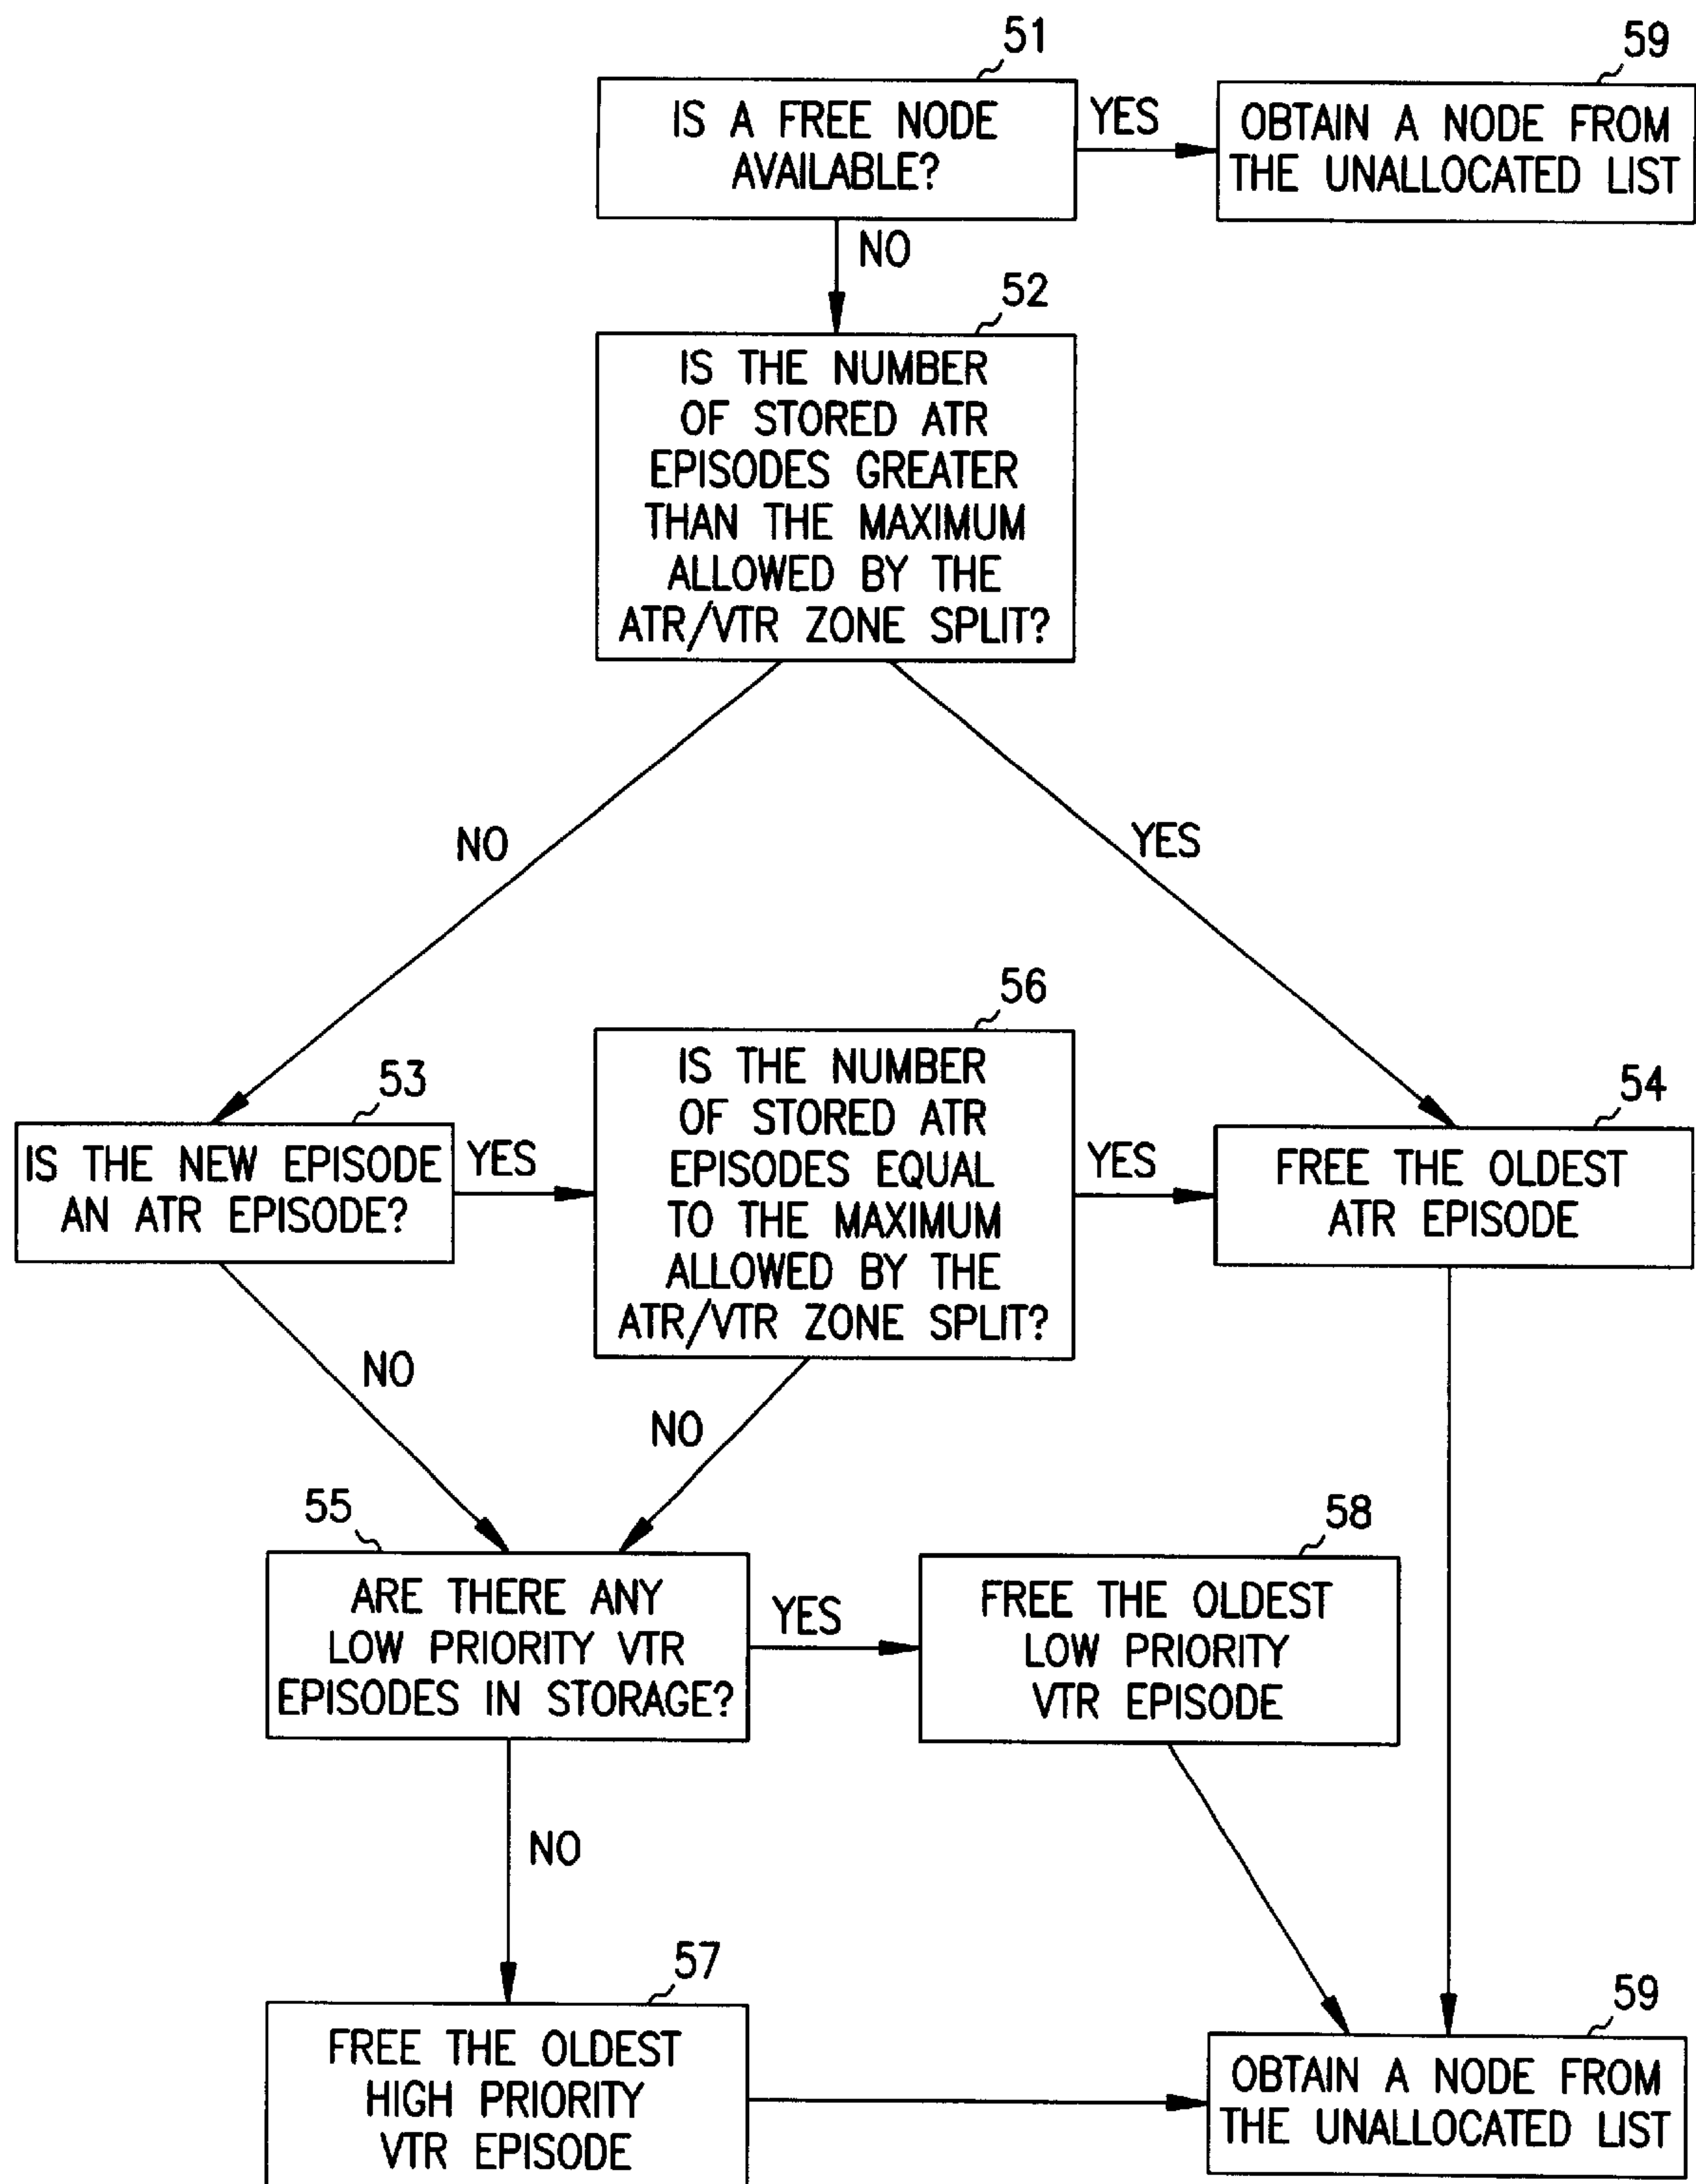 51
IS A FREE NODE
AVAILABLE?
YES
59
OBTAIN A NODE FROM
THE UNALLOCATED LIST
NO
52
IS THE NUMBER
OF STORED ATR
EPISODES GREATER
THAN THE MAXIMUM
ALLOWED BY THE
ATR/VTR ZONE SPLIT?
NO
YES
53
IS THE NEW EPISODE
AN ATR EPISODE?
YES
56
IS THE NUMBER
OF STORED ATR
EPISODES EQUAL
TO THE MAXIMUM
ALLOWED BY THE
ATR/VTR ZONE SPLIT?
YES
54
FREE THE OLDEST
ATR EPISODE
NO
NO
55
ARE THERE ANY
LOW PRIORITY VTR
EPISODES IN STORAGE?
YES
58
FREE THE OLDEST
LOW PRIORITY
VTR EPISODE
NO
57
FREE THE OLDEST
HIGH PRIORITY
VTR EPISODE
59
OBTAIN A NODE FROM
THE UNALLOCATED LIST